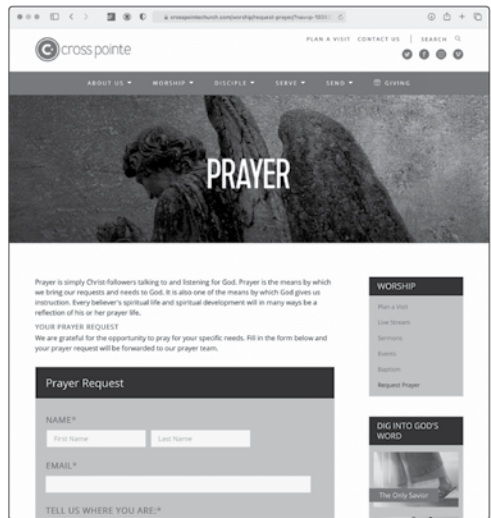 crosspointechurch.com/worship/request-prayer/
cross pointe
PLAN A VISIT CONTACT US | SEARCH
ABOUT US WORSHIP DISCIPLE SERVE SEND GIVING
PRAYER
Prayer is simply Christ-followers talking to and listening for God. Prayer is the means by which
we bring our requests and needs to God. It is also one of the means by which God gives us
instruction. Every believer's spiritual life and spiritual development will in many ways be a
reflection of his or her prayer life.
YOUR PRAYER REQUEST
We are grateful for the opportunity to pray for your specific needs. Fill in the form below and
your prayer request will be forwarded to our prayer team.
Prayer Request
NAME*
First Name Last Name
EMAIL*
TELL US WHERE YOU ARE:*
WORSHIP
Plan a Visit
Live Stream
Sermons
Events
Baptism
Request Prayer
DIG INTO GOD'S
WORD
The Only Savior